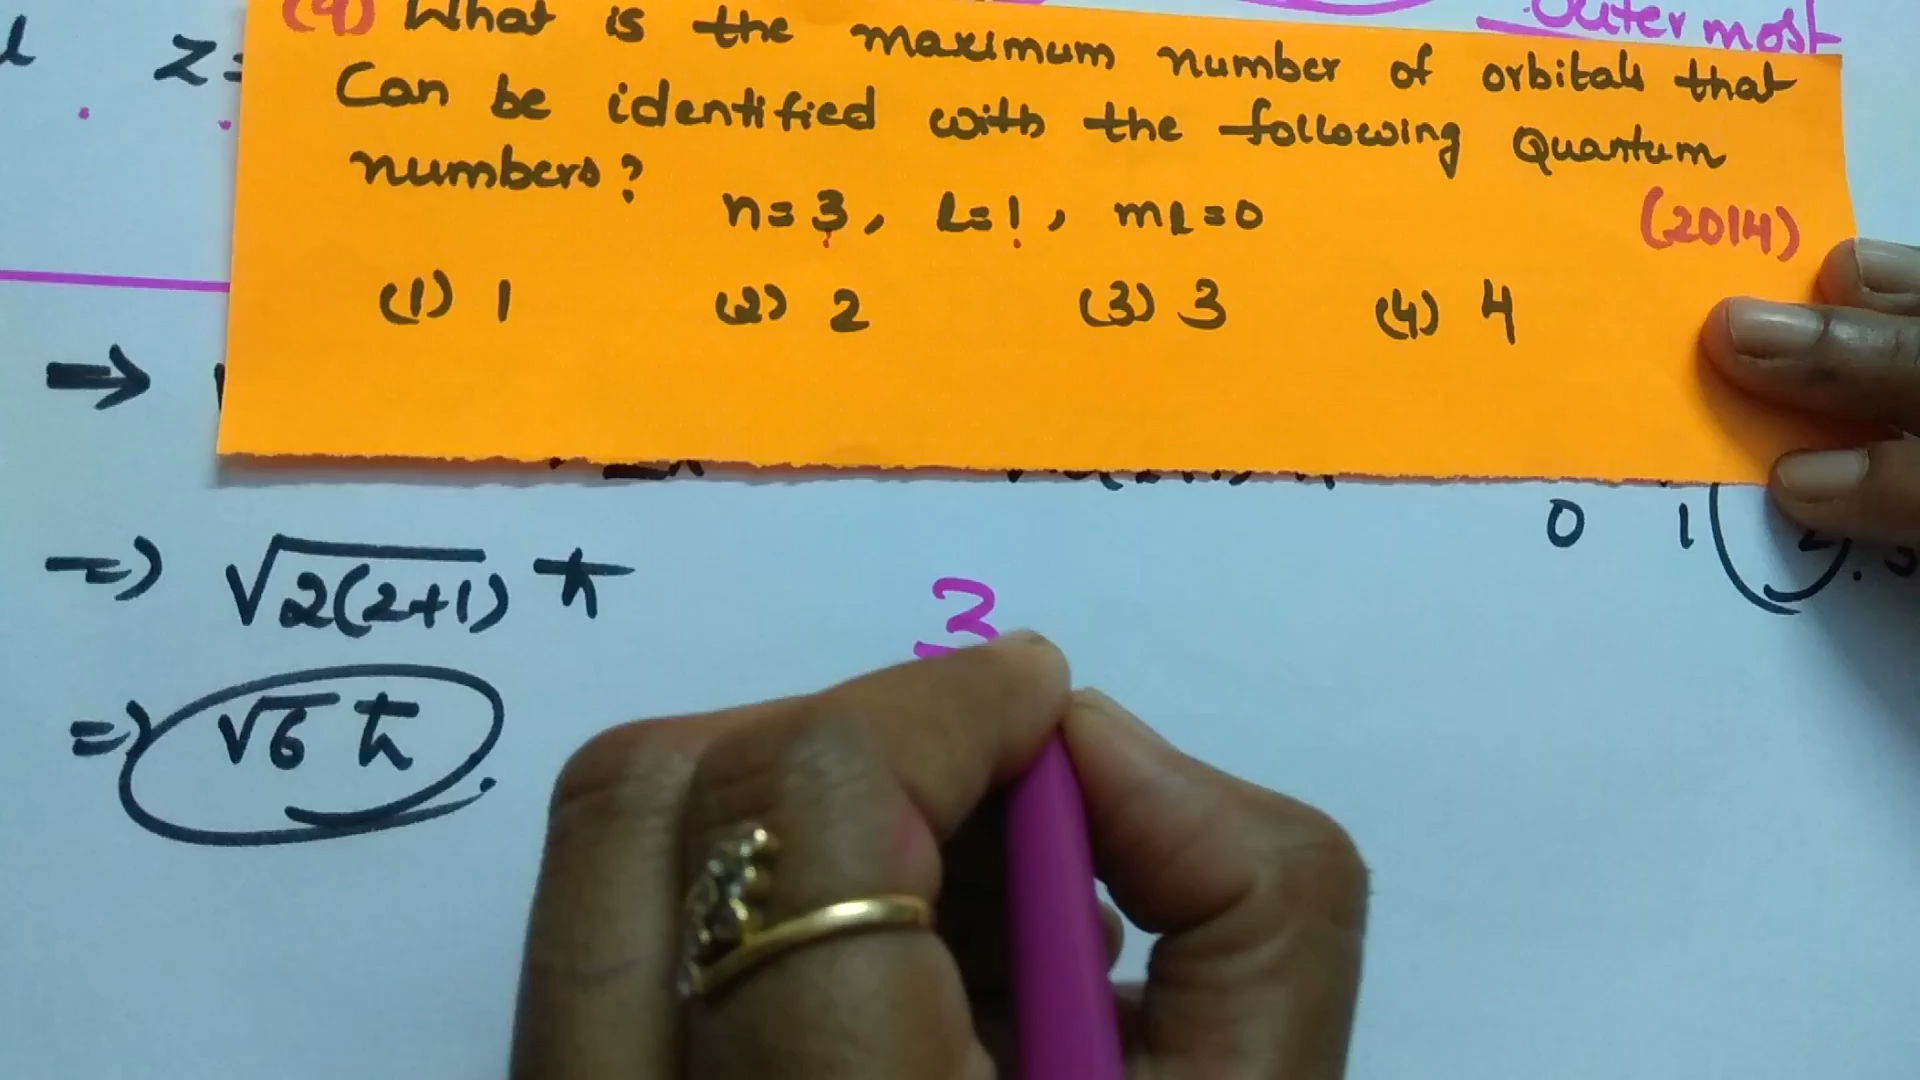 Outermost
l z=
(9) What is the maximum number of orbitals that
Can be identified with the following Quantum
numbers?
n=3, l=1, ml=0 (2014)
(1) 1 (2) 2 (3) 3 (4) 4
⇒
0 1
=) √2(2+1) ħ
3
=) √6 ħ.